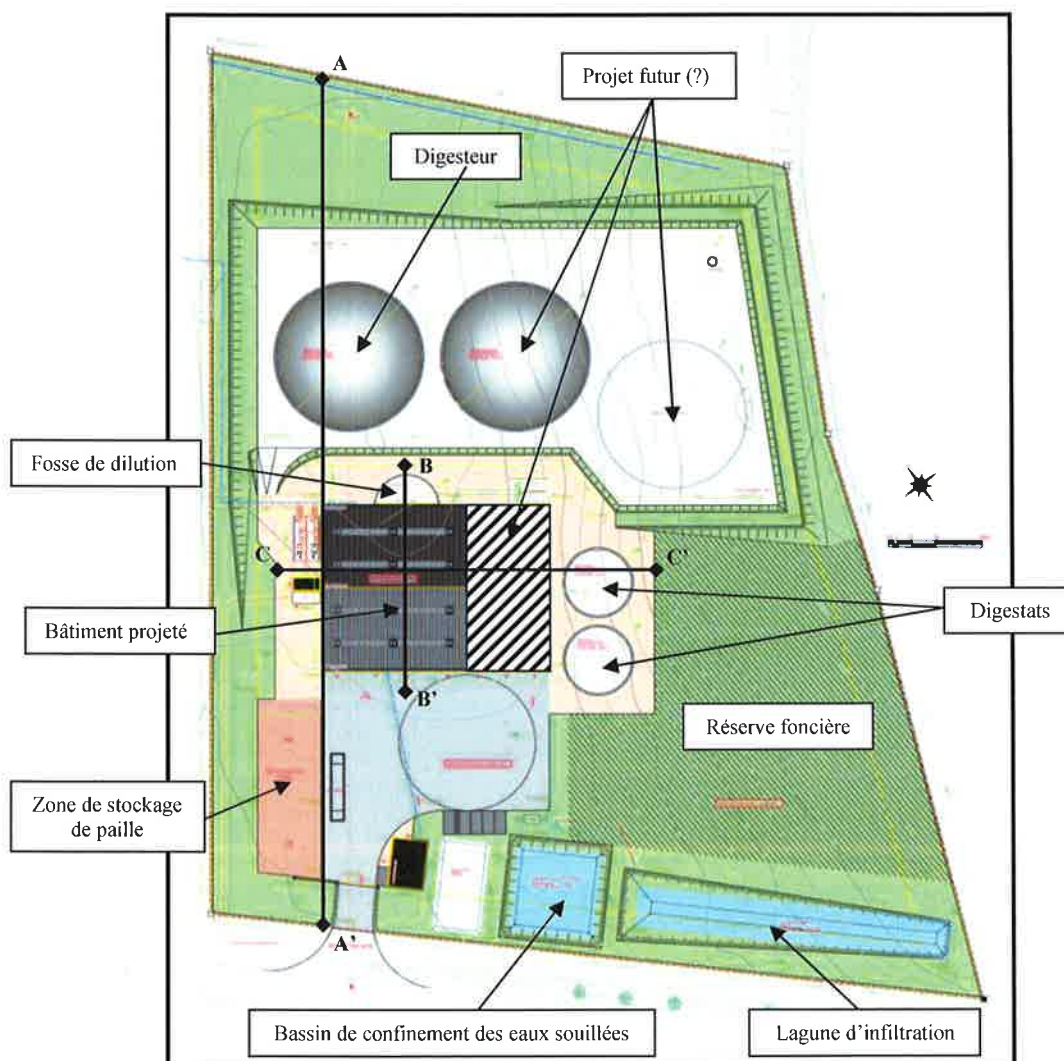 A
Projet futur (?)
Digesteur
Fosse de dilution
B
C
C'
Bâtiment projeté
Digestats
B'
Réserve foncière
Zone de stockage
de paille
A'
Bassin de confinement des eaux souillées
Lagune d'infiltration